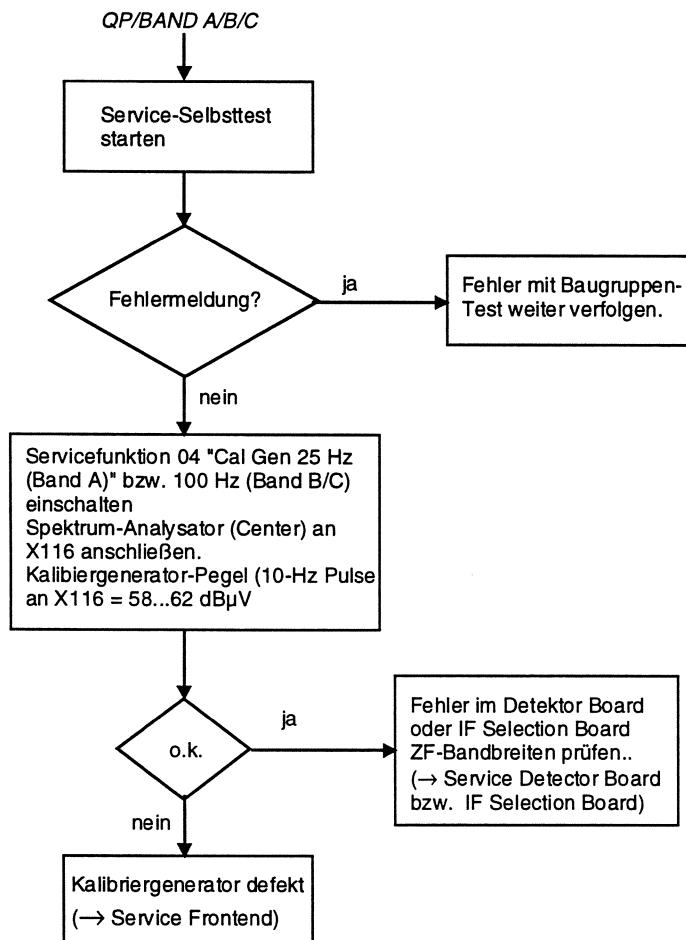 QP/BAND A/B/C
Service-Selbsttest
starten
Fehlermeldung?
ja
Fehler mit Baugruppen-
Test weiter verfolgen.
nein
Servicefunktion 04 "Cal Gen 25 Hz
(Band A)" bzw. 100 Hz (Band B/C)
einschalten
Spektrum-Analysator (Center) an
X116 anschließen.
Kalibiergenerator-Pegel (10-Hz Pulse
an X116 = 58...62 dBµV
o.k.
ja
Fehler im Detektor Board
oder IF Selection Board
ZF-Bandbreiten prüfen..
(→ Service Detector Board
bzw. IF Selection Board)
nein
Kalibriergenerator defekt
(→ Service Frontend)